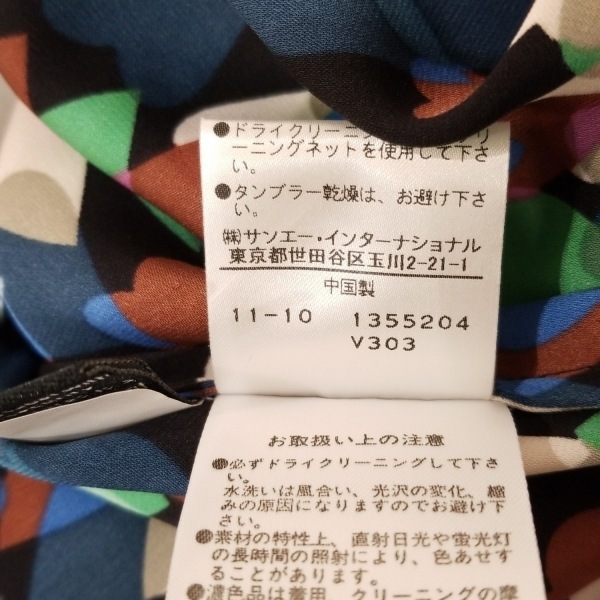 ●ドライクリーニング
ーニングネットを使用して下さ
い。
●タンブラー乾燥は、お避け下さ
い。
㈱サンエー・インターナショナル
東京都世田谷区玉川2-21-1
中国製
11-10 1355204
V303
お取扱い上の注意
●必ずドライクリーニングして下さ
い。
水洗いは風合い、光沢の変化、縮
みの原因になりますのでお避け下
さい。
●素材の特性上、直射日光や蛍光灯
の長時間の照射により、色あせす
ることがあります。
●濃色品は着用、クリーニングの摩